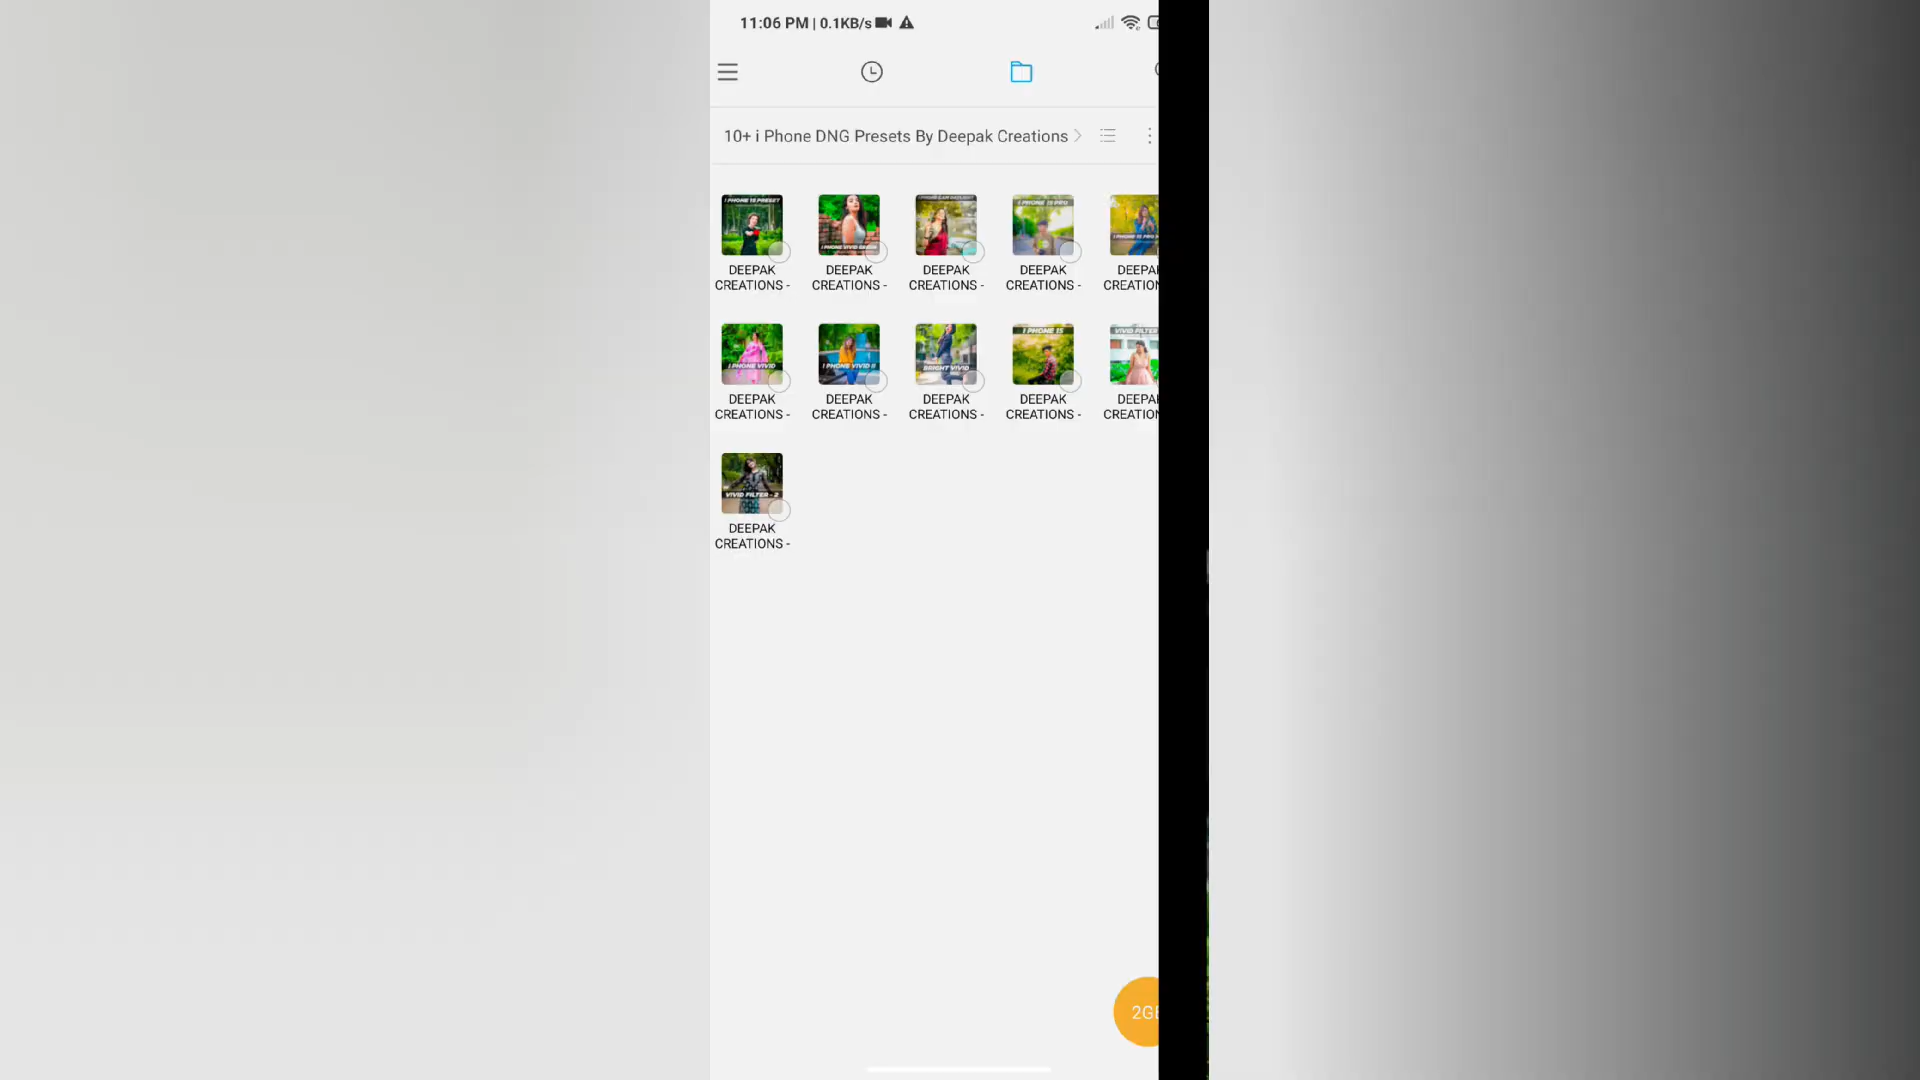 11:06 PM | 0.1KB/s
10+ i Phone DNG Presets By Deepak Creations
I PHONE 15 PRESET
I PHONE VIVID GREEN
I PHONE 15 PRO
I PHONE 15 PRO
DEEPAK DEEPAK DEEPAK DEEPAK DEEPA
CREATIONS - CREATIONS - CREATIONS - CREATIONS - CREATION
I PHONE VIVID
I PHONE VIVID II
BRIGHT VIVID
I PHONE 15
VIVID FILTER
DEEPAK DEEPAK DEEPAK DEEPAK DEEPA
CREATIONS - CREATIONS - CREATIONS - CREATIONS - CREATION
VIVID FILTER - 2
DEEPAK
CREATIONS -
2G